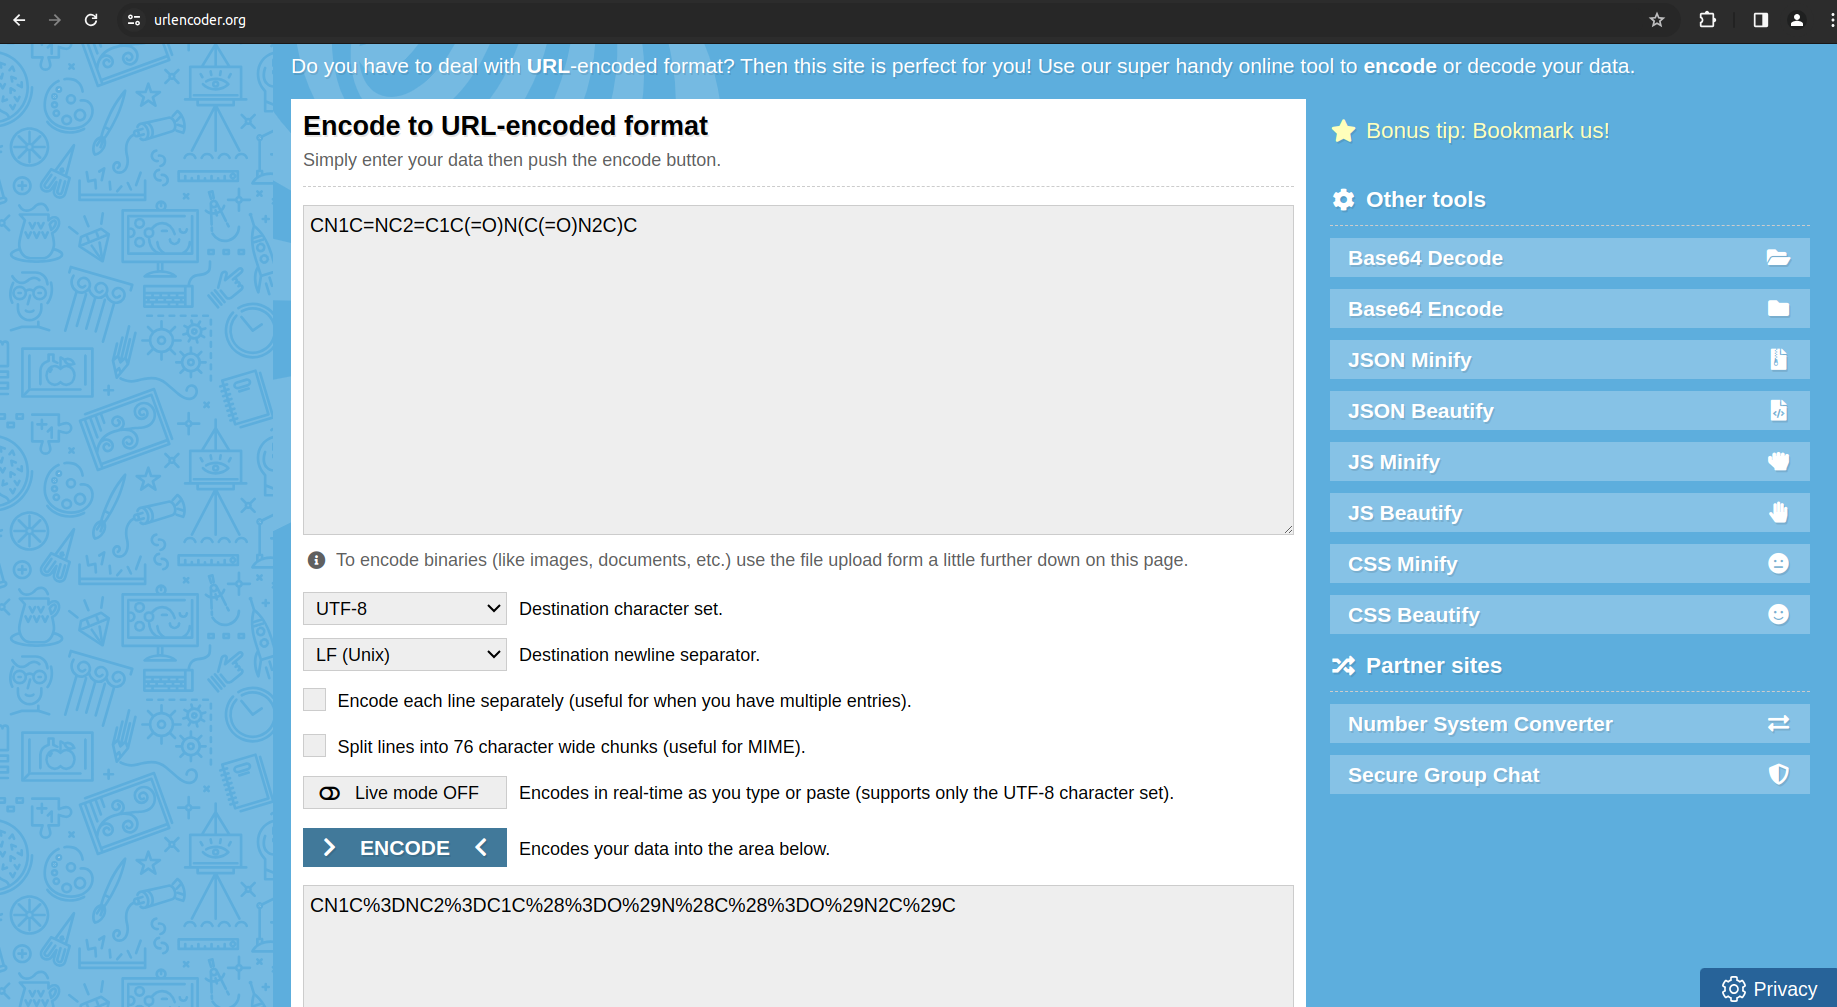 urlencoder.org
Do you have to deal with URL-encoded format? Then this site is perfect for you! Use our super handy online tool to encode or decode your data.
Encode to URL-encoded format
Simply enter your data then push the encode button.
CN1C=NC2=C1C(=O)N(C(=O)N2C)C
To encode binaries (like images, documents, etc.) use the file upload form a little further down on this page.
UTF-8
Destination character set.
LF (Unix)
Destination newline separator.
Encode each line separately (useful for when you have multiple entries).
Split lines into 76 character wide chunks (useful for MIME).
Live mode OFF
Encodes in real-time as you type or paste (supports only the UTF-8 character set).
ENCODE
Encodes your data into the area below.
CN1C%3DNC2%3DC1C%28%3DO%29N%28C%28%3DO%29N2C%29C
Bonus tip: Bookmark us!
Other tools
Base64 Decode
Base64 Encode
JSON Minify
JSON Beautify
JS Minify
JS Beautify
CSS Minify
CSS Beautify
Partner sites
Number System Converter
Secure Group Chat
Privacy